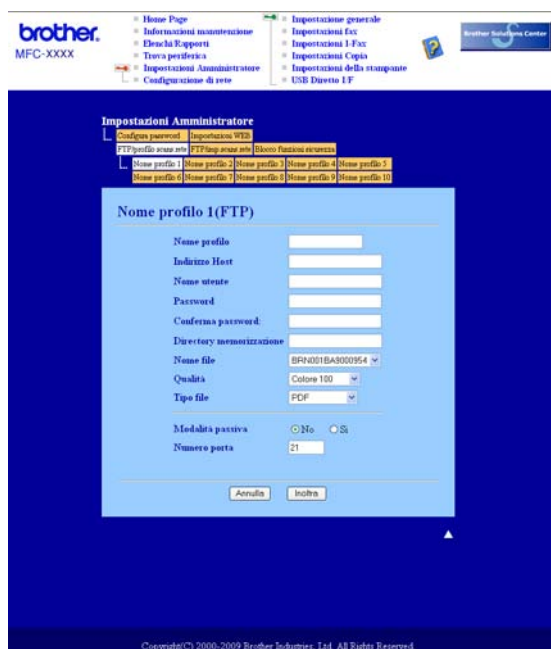 brother.
MFC-XXXX
Home Page
Informazioni manutenzione
Elenchi/Rapporti
Trova periferica
Impostazioni Amministratore
Configurazione di rete
Impostazione generale
Impostazioni fax
Impostazioni I-Fax
Impostazioni Copia
Impostazioni della stampante
USB Diretto I/F
Brother Solutions Center
Impostazioni Amministratore
Configura password Impostazioni WEB
FTP/profilo scans.rete FTP/imp.scans.rete Blocco funzioni sicurezza
Nome profilo 1 Nome profilo 2 Nome profilo 3 Nome profilo 4 Nome profilo 5
Nome profilo 6 Nome profilo 7 Nome profilo 8 Nome profilo 9 Nome profilo 10
Nome profilo 1(FTP)
Nome profilo
Indirizzo Host
Nome utente
Password
Conferma password:
Directory memorizzazione
Nome file BRN001BA9000954
Qualità Colore 100
Tipo file PDF
Modalità passiva No Sì
Numero porta 21
Annulla Inoltra
Copyright(C) 2000-2009 Brother Industries, Ltd. All Rights Reserved.